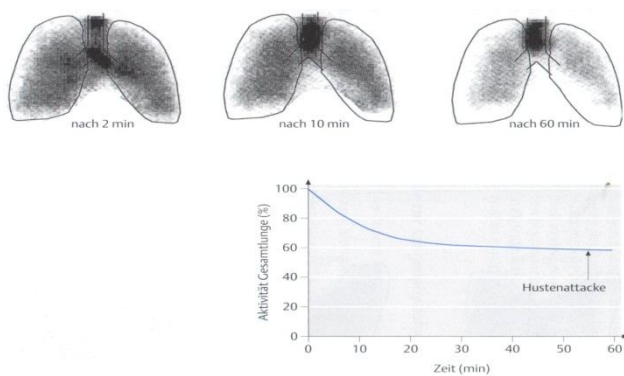 nach 2 min
nach 10 min
nach 60 min
Aktivität Gesamtlunge (%)
100
80
60
40
20
0
Hustenattacke
0 10 20 30 40 50 60
Zeit (min)